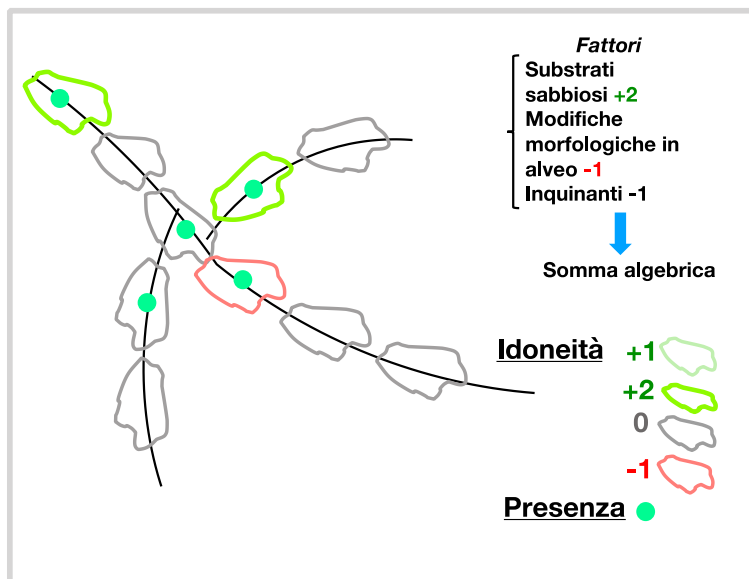 Fattori
Substrati
sabbiosi +2
Modifiche
morfologiche in
alveo -1
Inquinanti -1
Somma algebrica
Idoneità
+1
+2
0
-1
Presenza